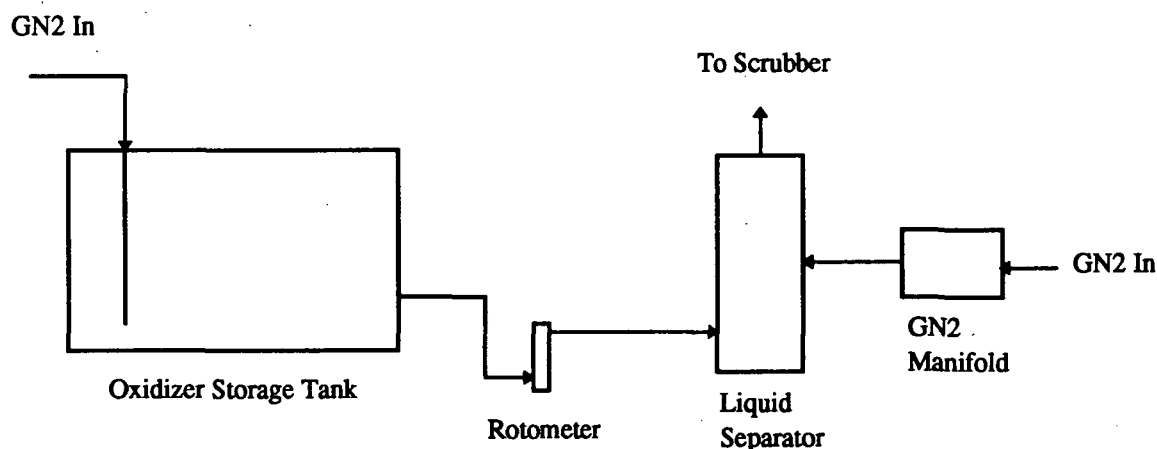 GN2 In
To Scrubber
GN2 In
GN2
Manifold
Oxidizer Storage Tank
Liquid
Separator
Rotometer